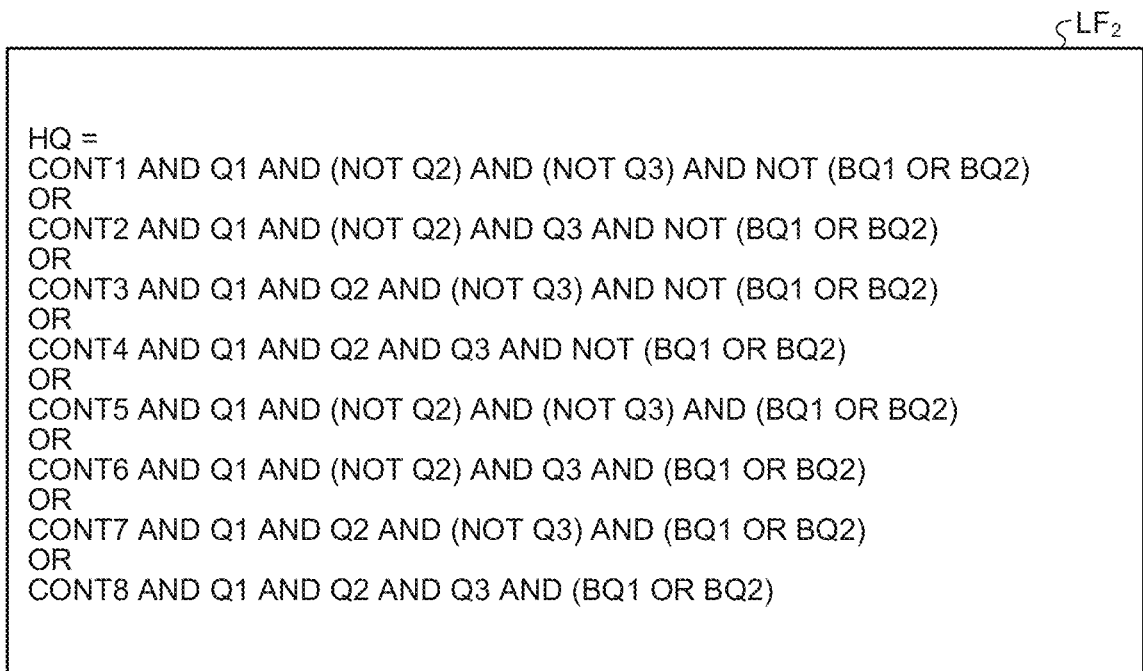 LF₂
HQ =
CONT1 AND Q1 AND (NOT Q2) AND (NOT Q3) AND NOT (BQ1 OR BQ2)
OR
CONT2 AND Q1 AND (NOT Q2) AND Q3 AND NOT (BQ1 OR BQ2)
OR
CONT3 AND Q1 AND Q2 AND (NOT Q3) AND NOT (BQ1 OR BQ2)
OR
CONT4 AND Q1 AND Q2 AND Q3 AND NOT (BQ1 OR BQ2)
OR
CONT5 AND Q1 AND (NOT Q2) AND (NOT Q3) AND (BQ1 OR BQ2)
OR
CONT6 AND Q1 AND (NOT Q2) AND Q3 AND (BQ1 OR BQ2)
OR
CONT7 AND Q1 AND Q2 AND (NOT Q3) AND (BQ1 OR BQ2)
OR
CONT8 AND Q1 AND Q2 AND Q3 AND (BQ1 OR BQ2)